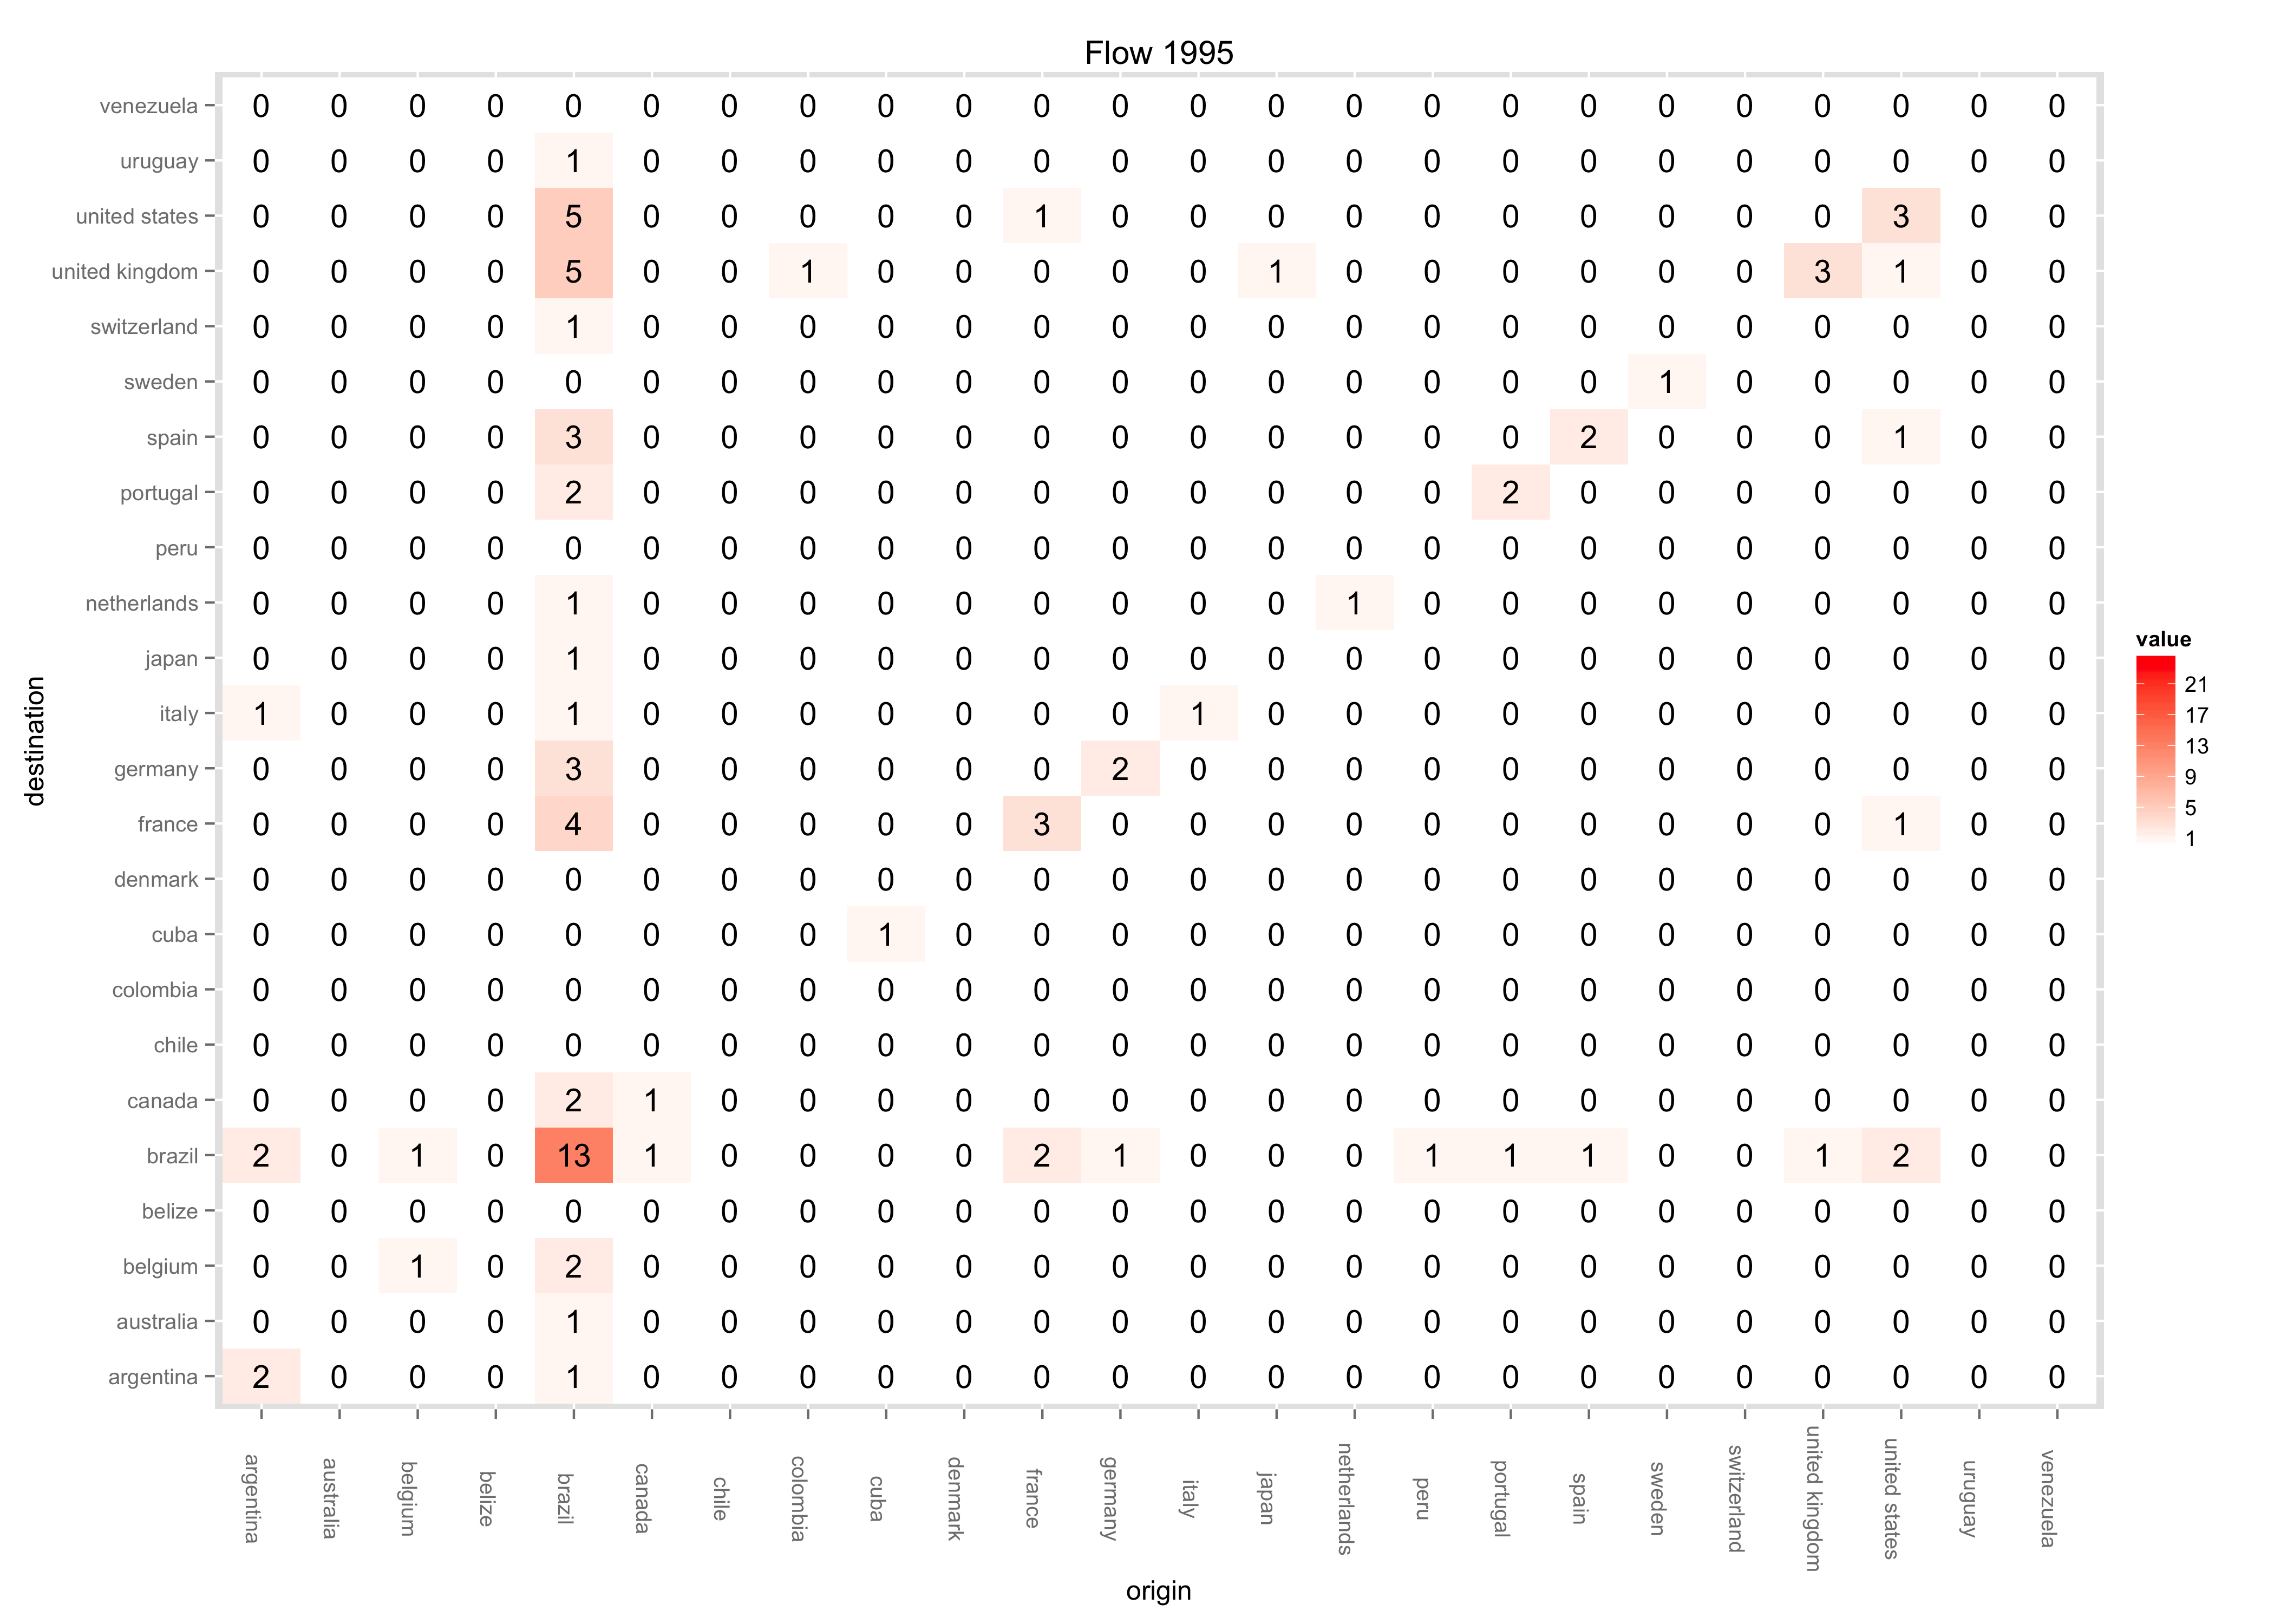 Flow 1995
venezuela 0 0 0 0 0 0 0 0 0 0 0 0 0 0 0 0 0 0 0 0 0 0 0 0
uruguay 0 0 0 0 1 0 0 0 0 0 0 0 0 0 0 0 0 0 0 0 0 0 0 0
united states 0 0 0 0 5 0 0 0 0 0 1 0 0 0 0 0 0 0 0 0 0 3 0 0
united kingdom 0 0 0 0 5 0 0 1 0 0 0 0 0 1 0 0 0 0 0 0 3 1 0 0
switzerland 0 0 0 0 1 0 0 0 0 0 0 0 0 0 0 0 0 0 0 0 0 0 0 0
sweden 0 0 0 0 0 0 0 0 0 0 0 0 0 0 0 0 0 0 1 0 0 0 0 0
spain 0 0 0 0 3 0 0 0 0 0 0 0 0 0 0 0 0 2 0 0 0 1 0 0
portugal 0 0 0 0 2 0 0 0 0 0 0 0 0 0 0 0 2 0 0 0 0 0 0 0
peru 0 0 0 0 0 0 0 0 0 0 0 0 0 0 0 0 0 0 0 0 0 0 0 0
netherlands 0 0 0 0 1 0 0 0 0 0 0 0 0 0 1 0 0 0 0 0 0 0 0 0
japan 0 0 0 0 1 0 0 0 0 0 0 0 0 0 0 0 0 0 0 0 0 0 0 0
italy 1 0 0 0 1 0 0 0 0 0 0 0 1 0 0 0 0 0 0 0 0 0 0 0
germany 0 0 0 0 3 0 0 0 0 0 0 2 0 0 0 0 0 0 0 0 0 0 0 0
france 0 0 0 0 4 0 0 0 0 0 3 0 0 0 0 0 0 0 0 0 0 1 0 0
denmark 0 0 0 0 0 0 0 0 0 0 0 0 0 0 0 0 0 0 0 0 0 0 0 0
cuba 0 0 0 0 0 0 0 0 1 0 0 0 0 0 0 0 0 0 0 0 0 0 0 0
colombia 0 0 0 0 0 0 0 0 0 0 0 0 0 0 0 0 0 0 0 0 0 0 0 0
chile 0 0 0 0 0 0 0 0 0 0 0 0 0 0 0 0 0 0 0 0 0 0 0 0
canada 0 0 0 0 2 1 0 0 0 0 0 0 0 0 0 0 0 0 0 0 0 0 0 0
brazil 2 0 1 0 13 1 0 0 0 0 2 1 0 0 0 1 1 1 0 0 1 2 0 0
belize 0 0 0 0 0 0 0 0 0 0 0 0 0 0 0 0 0 0 0 0 0 0 0 0
belgium 0 0 1 0 2 0 0 0 0 0 0 0 0 0 0 0 0 0 0 0 0 0 0 0
australia 0 0 0 0 1 0 0 0 0 0 0 0 0 0 0 0 0 0 0 0 0 0 0 0
argentina 2 0 0 0 1 0 0 0 0 0 0 0 0 0 0 0 0 0 0 0 0 0 0 0
argentina
australia
belgium
belize
brazil
canada
chile
colombia
cuba
denmark
france
germany
italy
japan
netherlands
peru
portugal
spain
sweden
switzerland
united kingdom
united states
uruguay
venezuela
origin
destination
value
21
17
13
9
5
1